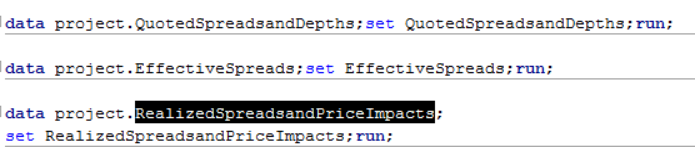 data project.QuotedSpreadsandDepths;set QuotedSpreadsandDepths;run;
data project.EffectiveSpreads;set EffectiveSpreads;run;
data project.RealizedSpreadsandPriceImpacts;
set RealizedSpreadsandPriceImpacts;run;